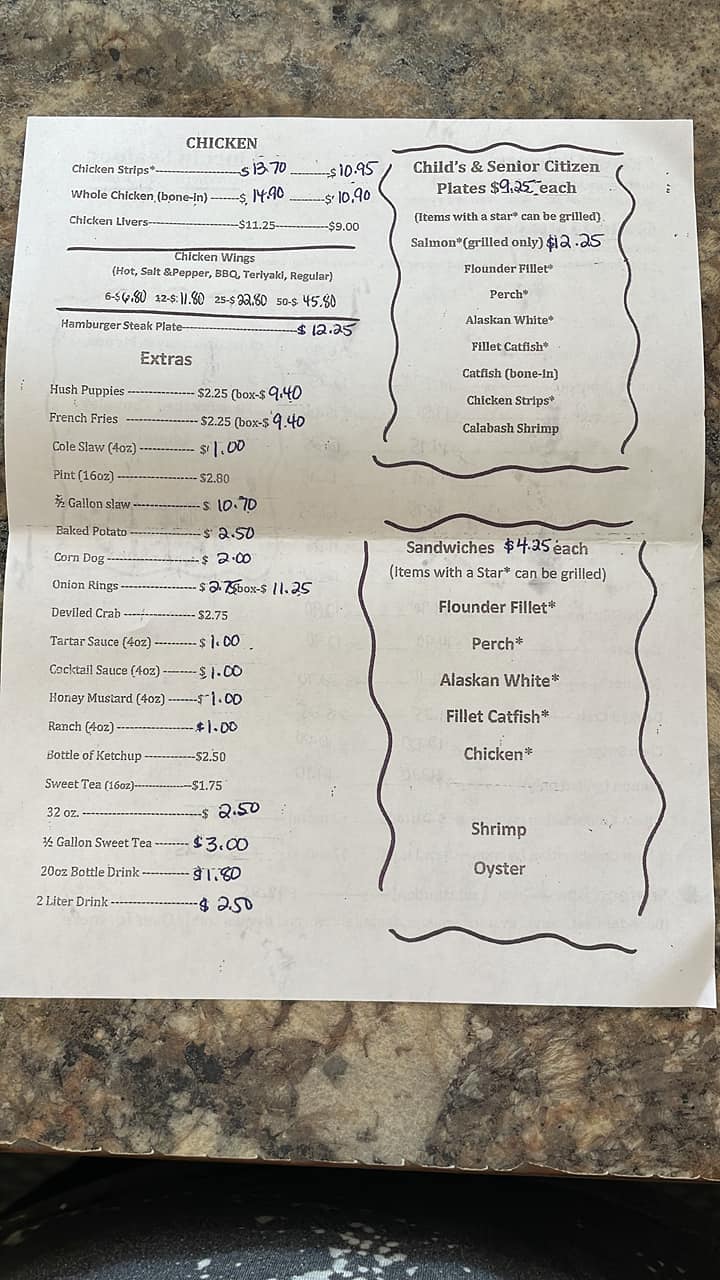 CHICKEN
Chicken Strips*--------------------$ 13.70 ----------$ 10.95
Whole Chicken (bone-in) -------$ 14.90 ----------$ 10.90
Chicken Livers----------------------$11.25-------------$9.00
Chicken Wings
(Hot, Salt &Pepper, BBQ, Teriyaki, Regular)
6-$6.80 12-$11.80 25-$22.80 50-$ 45.80
Hamburger Steak Plate----------------------------$ 12.25
Extras
Hush Puppies ---------------- $2.25 (box-$ 9.40
French Fries ----------------- $2.25 (box-$ 9.40
Cole Slaw (4oz) ------------- $ 1.00
Pint (16oz) ------------------- $2.80
½ Gallon slaw ---------------- $ 10.70
Baked Potato ----------------- $ 2.50
Corn Dog ---------------------- $ 2.00
Onion Rings ------------------ $ 2.75 box-$ 11.25
Deviled Crab ----------------- $2.75
Tartar Sauce (4oz) ---------- $ 1.00
Cocktail Sauce (4oz) -------- $ 1.00
Honey Mustard (4oz) -------$ 1.00
Ranch (4oz) ------------------ $1.00
Bottle of Ketchup ------------$2.50
Sweet Tea (16oz)--------------$1.75
32 oz. ----------------------------$ 2.50
½ Gallon Sweet Tea -------- $3.00
20oz Bottle Drink ----------- $1.80
2 Liter Drink ---------------------$ 2.50
Child's & Senior Citizen
Plates $9.25 each
(Items with a star* can be grilled)
Salmon*(grilled only) $12.25
Flounder Fillet*
Perch*
Alaskan White*
Fillet Catfish*
Catfish (bone-in)
Chicken Strips*
Calabash Shrimp
Sandwiches $4.25 each
(Items with a Star* can be grilled)
Flounder Fillet*
Perch*
Alaskan White*
Fillet Catfish*
Chicken*
Shrimp
Oyster